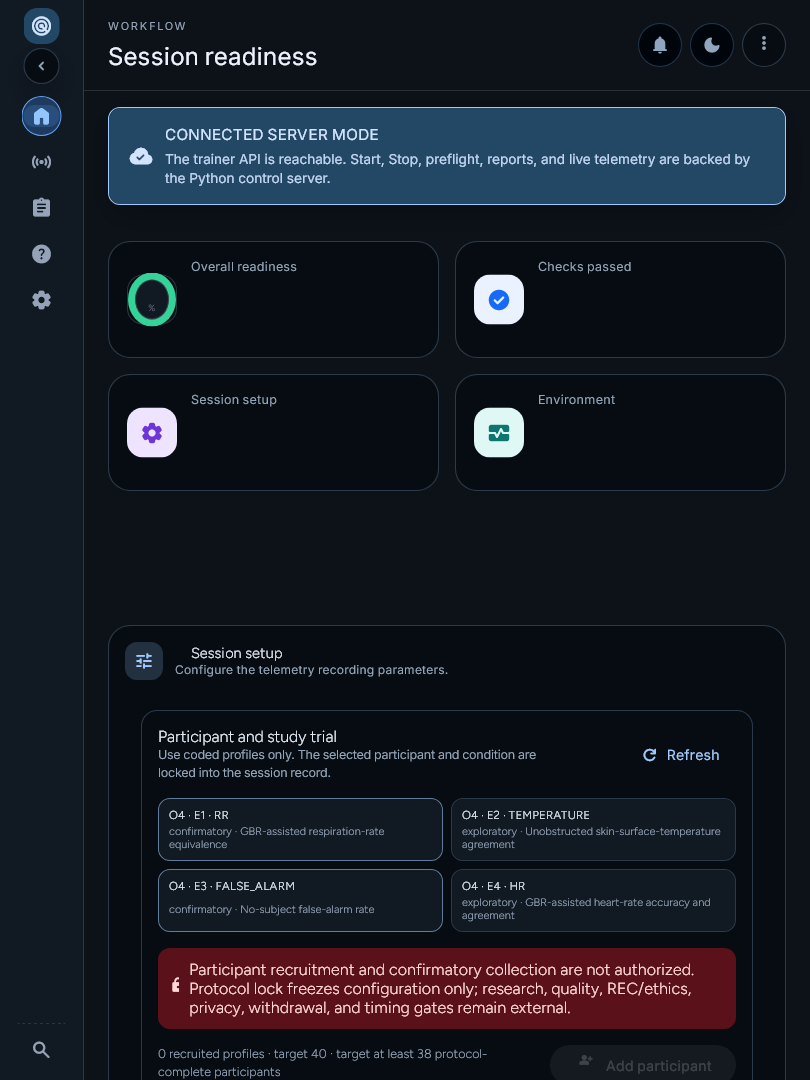 WORKFLOW
Session readiness
CONNECTED SERVER MODE
The trainer API is reachable. Start, Stop, preflight, reports, and live telemetry are backed by
the Python control server.
Overall readiness
%
Checks passed
Session setup
Environment
Session setup
Configure the telemetry recording parameters.
Participant and study trial
Use coded profiles only. The selected participant and condition are
locked into the session record.
Refresh
O4 · E1 · RR
confirmatory · GBR-assisted respiration-rate
equivalence
O4 · E2 · TEMPERATURE
exploratory · Unobstructed skin-surface-temperature
agreement
O4 · E3 · FALSE_ALARM
confirmatory · No-subject false-alarm rate
O4 · E4 · HR
exploratory · GBR-assisted heart-rate accuracy and
agreement
Participant recruitment and confirmatory collection are not authorized.
Protocol lock freezes configuration only; research, quality, REC/ethics,
privacy, withdrawal, and timing gates remain external.
0 recruited profiles · target 40 · target at least 38 protocol-
complete participants
Add participant